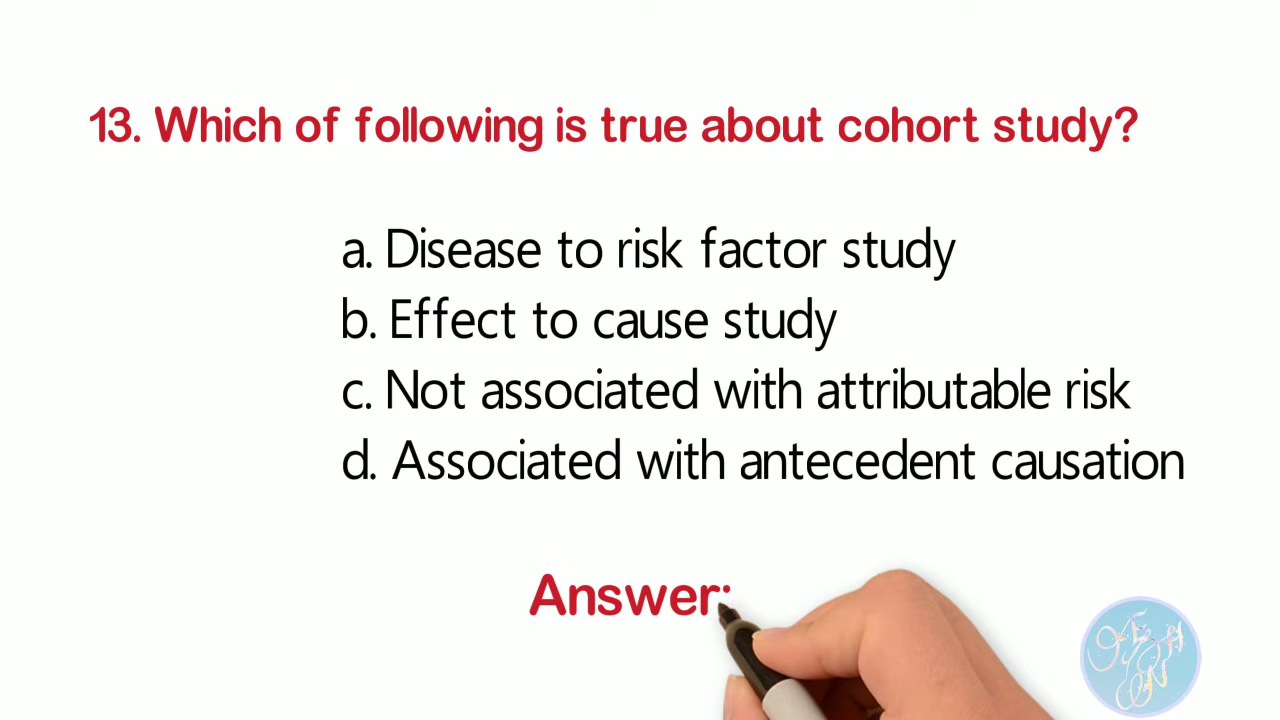 13. Which of following is true about cohort study?
a. Disease to risk factor study
b. Effect to cause study
c. Not associated with attributable risk
d. Associated with antecedent causation
Answer: